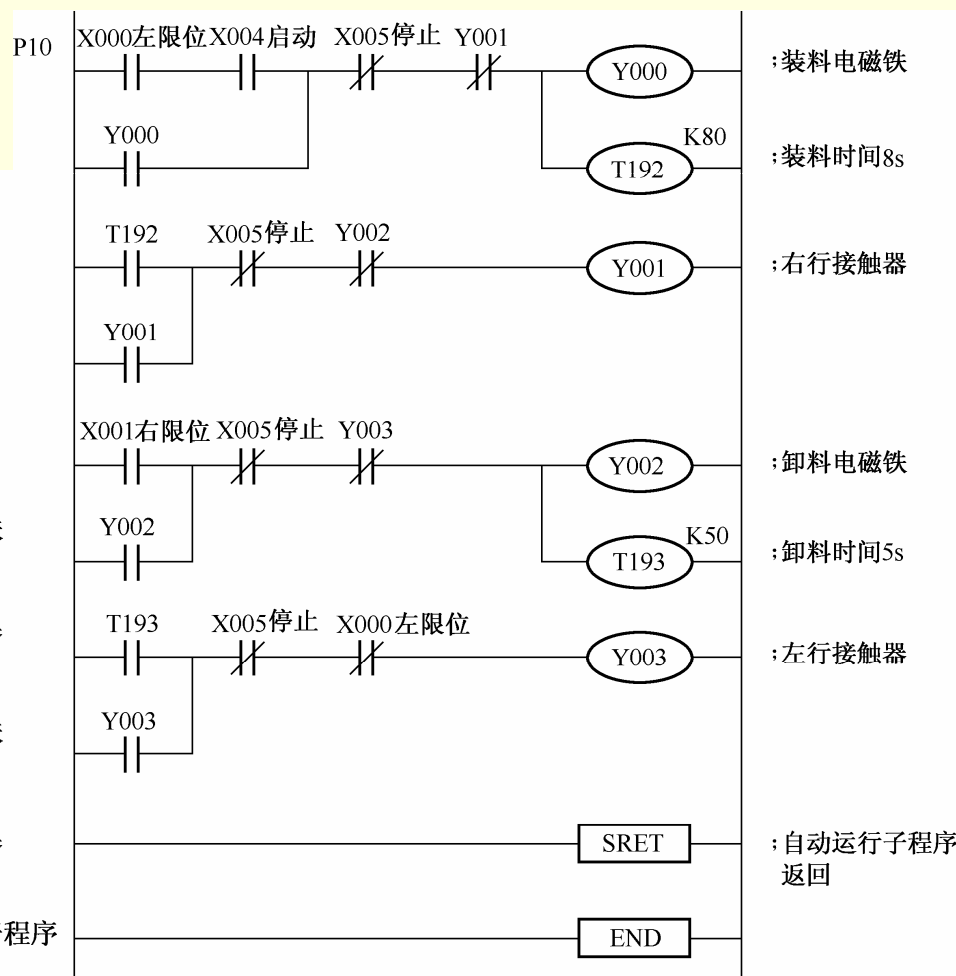 P10
X000左限位 X004启动 X005停止 Y001
Y000
;装料电磁铁
Y000
K80
T192
;装料时间8s
T192 X005停止 Y002
Y001
;右行接触器
Y001
X001右限位 X005停止 Y003
Y002
;卸料电磁铁
Y002
K50
T193
;卸料时间5s
T193 X005停止 X000左限位
Y003
;左行接触器
Y003
SRET
;自动运行子程序
返回
程序
END